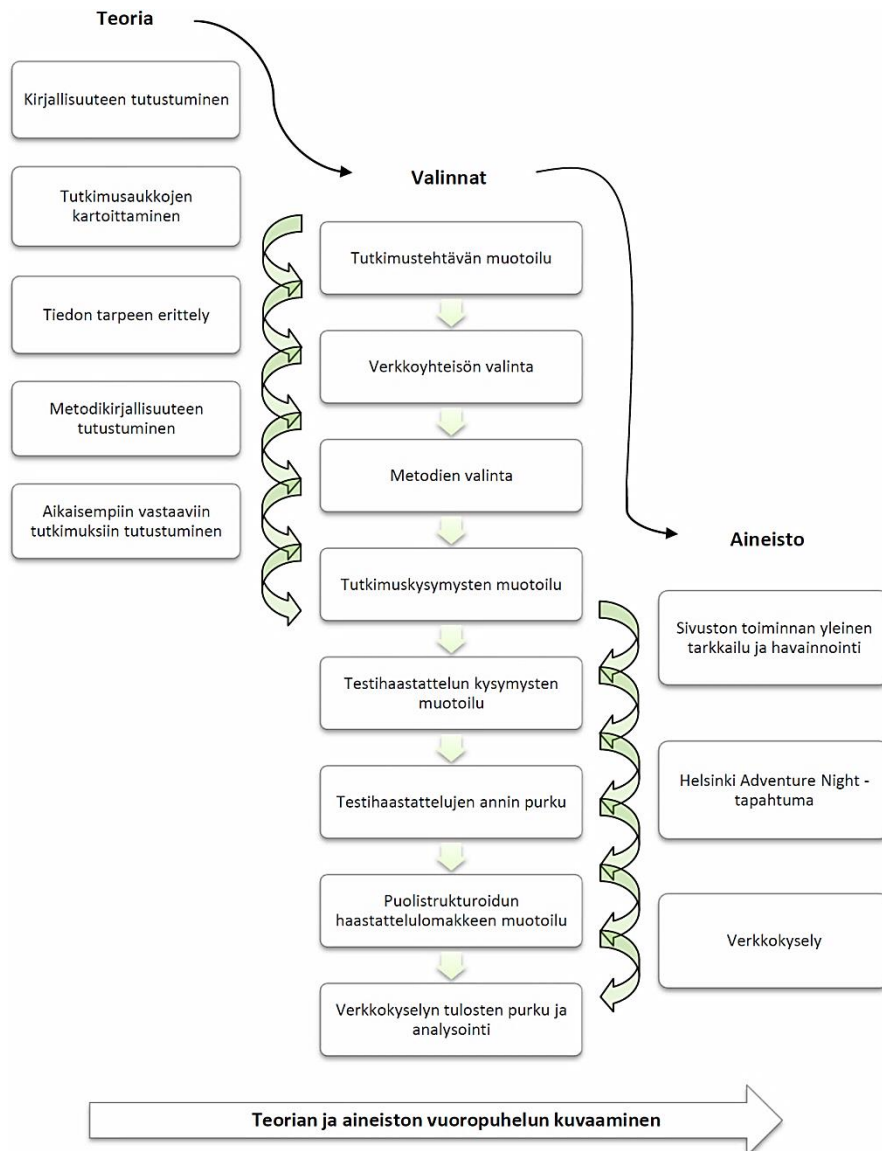 Teoria
Kirjallisuuteen tutustuminen
Tutkimusaukkojen
kartoittaminen
Tiedon tarpeen erittely
Metodikirjallisuuteen
tutustuminen
Aikaisempiin vastaaviin
tutkimuksiin tutustuminen
Valinnat
Tutkimustehtävän muotoilu
Verkkoyhteisön valinta
Metodien valinta
Tutkimuskysymysten muotoilu
Testihaastattelun kysymysten
muotoilu
Testihaastattelujen annin purku
Puolistrukturoidun
haastattelulomakkeen muotoilu
Verkkokyselyn tulosten purku ja
analysointi
Aineisto
Sivuston toiminnan yleinen
tarkkailu ja havainnointi
Helsinki Adventure Night -
tapahtuma
Verkkokysely
Teorian ja aineiston vuoropuhelun kuvaaminen